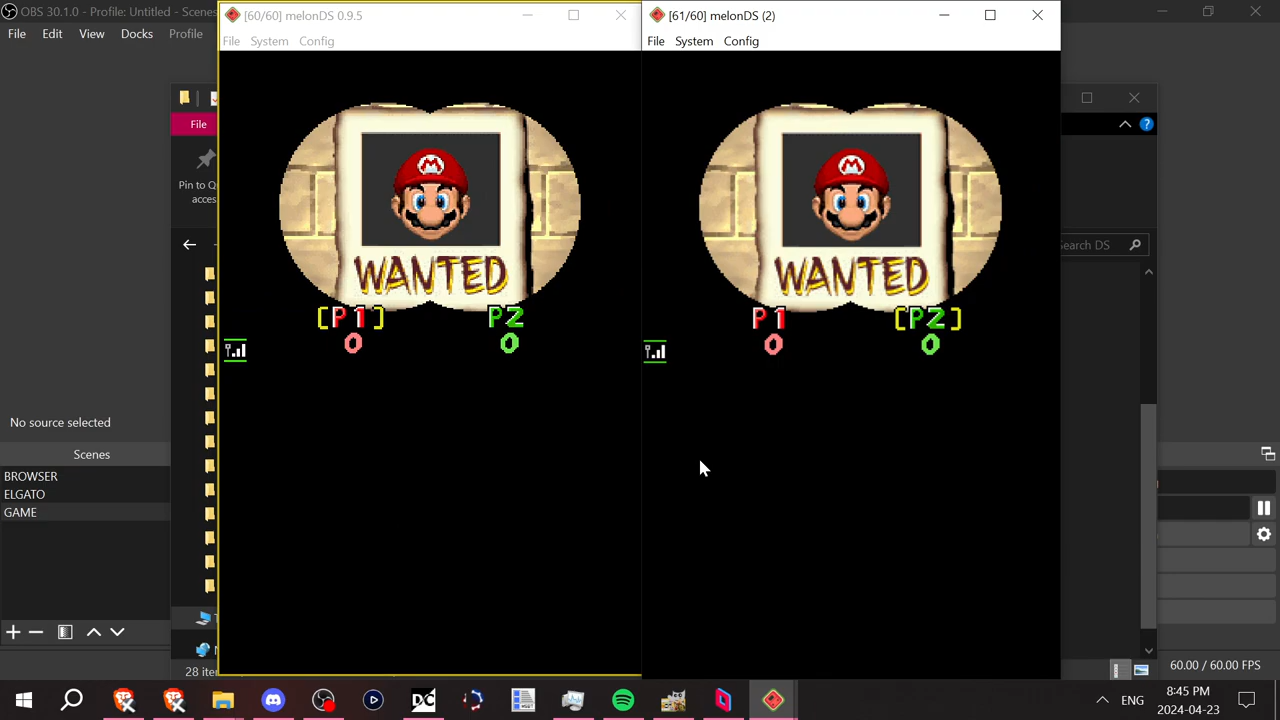 OBS 30.0.2 - Profile: Untitled - Scenes
File Edit View Docks Profile
[60/60] melonDS 0.9.5
File System Config
[61/60] melonDS (2)
File System Config
File
Pin to Q
acces
WANTED
[P1] P2
0 0
WANTED
P1 [P2]
0 0
earch DS
No source selected
Scenes
BROWSER
ELGATO
GAME
28 ite
60.00 / 60.00 FPS
ENG
8:45 PM
2024-04-23